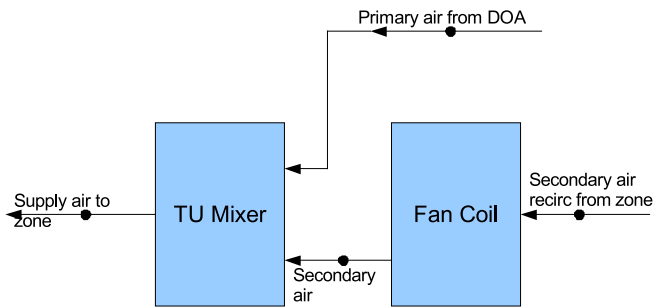 Primary air from DOA
Supply air to
zone
TU Mixer
Fan Coil
Secondary air
recirc from zone
Secondary
air